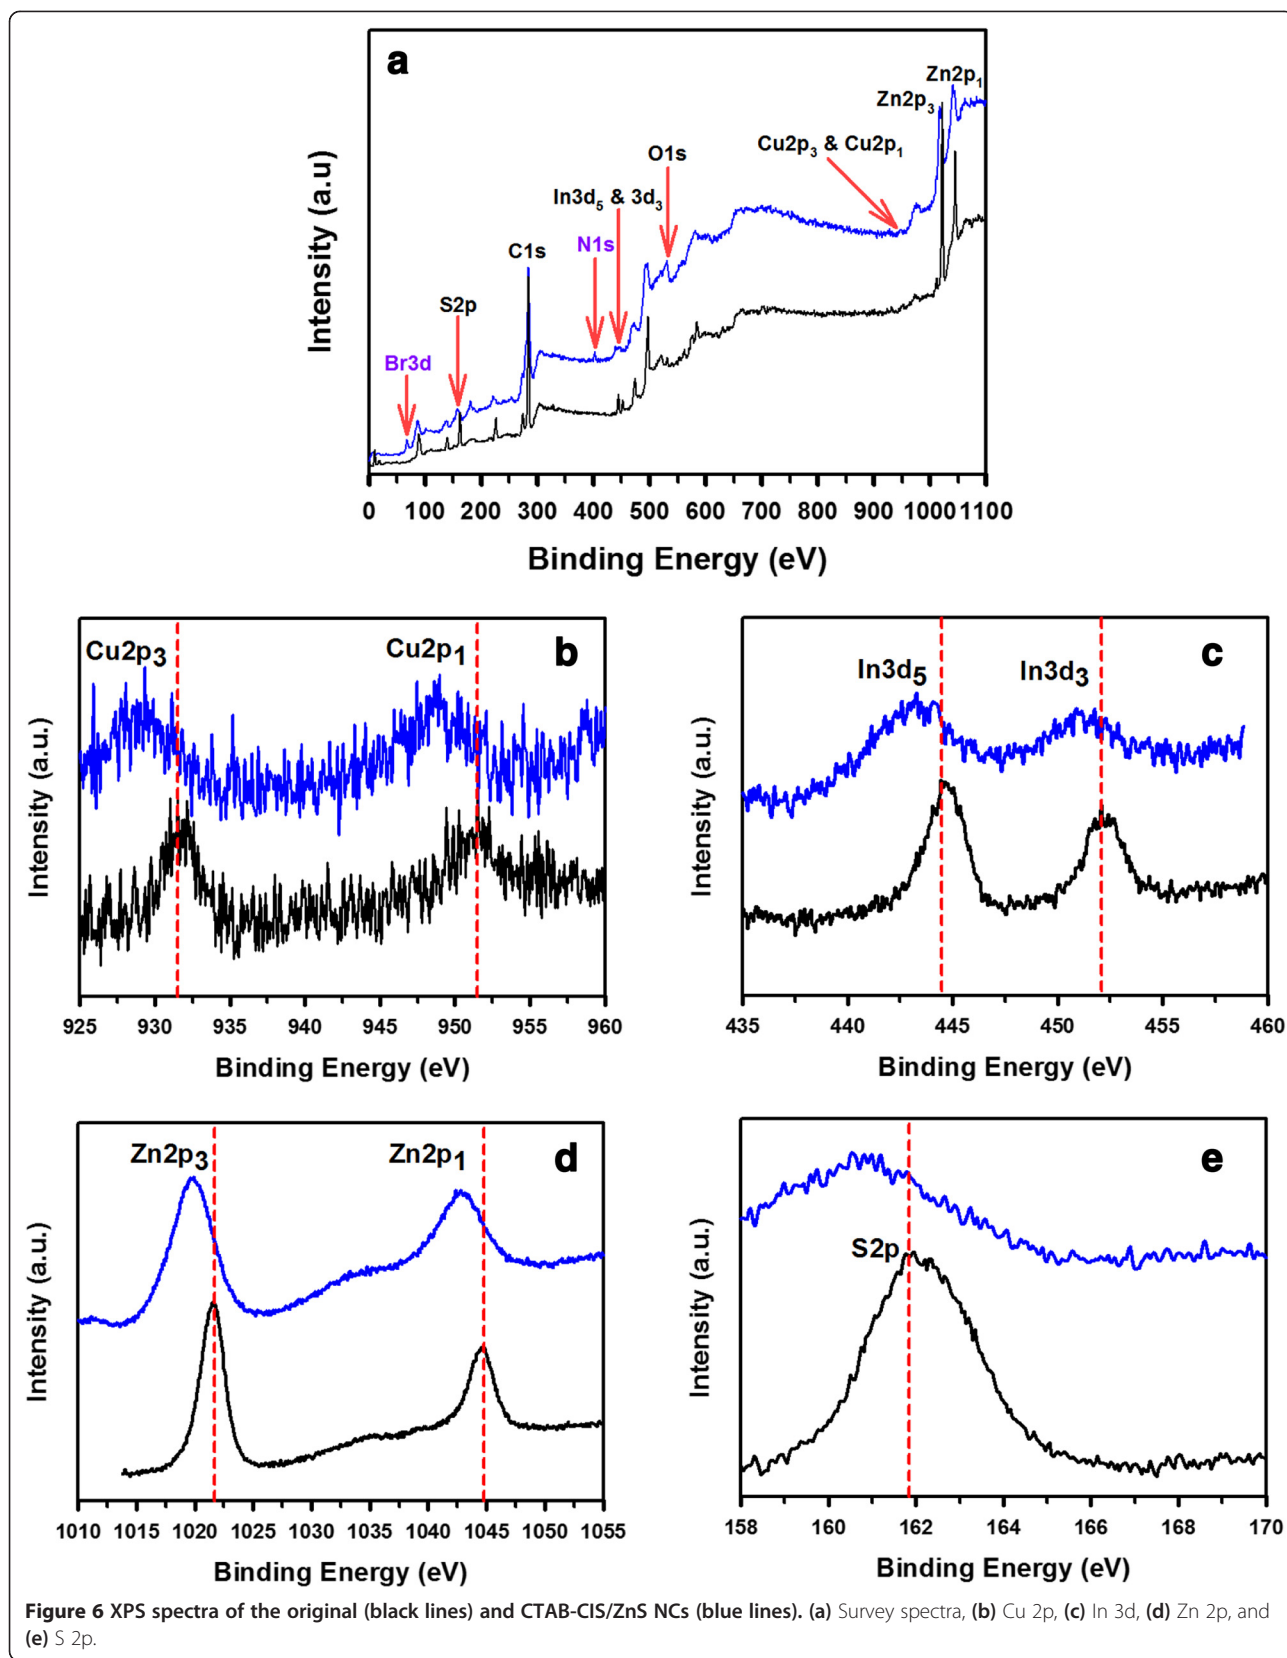 a
Zn2p1
Zn2p3
Cu2p3 & Cu2p1
O1s
In3d5 & 3d3
N1s
C1s
S2p
Br3d
Intensity (a.u)
0 100 200 300 400 500 600 700 800 900 1000 1100
Binding Energy (eV)
Cu2p3 Cu2p1 b
Intensity (a.u.)
925 930 935 940 945 950 955 960
Binding Energy (eV)
In3d5 In3d3 c
Intensity (a.u.)
435 440 445 450 455 460
Binding Energy (eV)
Zn2p3 Zn2p1 d
Intensity (a.u.)
1010 1015 1020 1025 1030 1035 1040 1045 1050 1055
Binding Energy (eV)
e
S2p
Intensity (a.u.)
158 160 162 164 166 168 170
Binding Energy (eV)
Figure 6 XPS spectra of the original (black lines) and CTAB-CIS/ZnS NCs (blue lines). (a) Survey spectra, (b) Cu 2p, (c) In 3d, (d) Zn 2p, and
(e) S 2p.